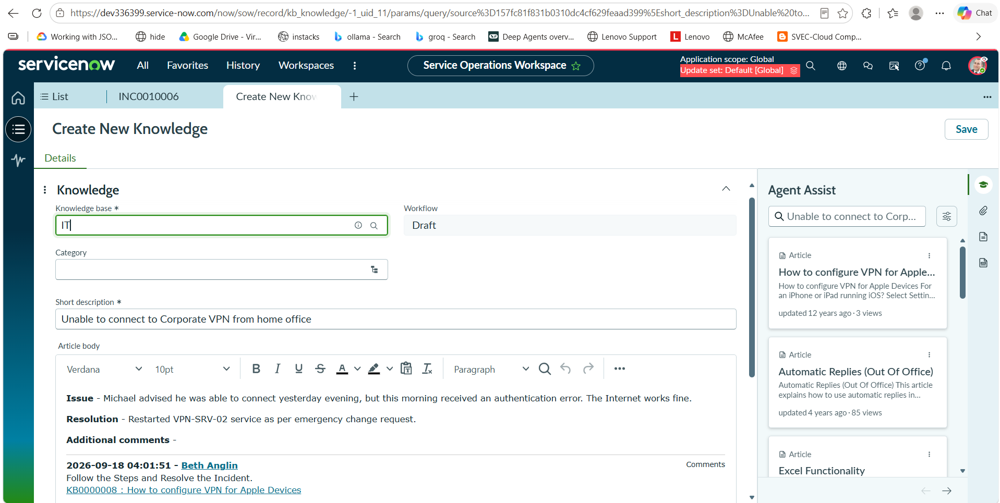 https://dev336399.service-now.com/now/sow/record/kb_knowledge/-1_uid_11/params/query/source%3D157fc81f831b0310dc4cf629feaad399%5Eshort_description%3DUnable%20to...
Chat
Working with JSO...
hide
Google Drive - Vir...
instacks
ollama - Search
groq - Search
Deep Agents overv...
Lenovo Support
L Lenovo
McAfee
SVEC-Cloud Comp...
servicenow
All
Favorites
History
Workspaces
Service Operations Workspace
Application scope: Global
Update set: Default [Global]
List
INC0010006
Create New Know
Create New Knowledge
Save
Details
Knowledge
Knowledge base *
IT
Workflow
Draft
Category
Short description *
Unable to connect to Corporate VPN from home office
Article body
Verdana
10pt
B I U S A
Paragraph
Issue - Michael advised he was able to connect yesterday evening, but this morning received an authentication error. The Internet works fine.
Resolution - Restarted VPN-SRV-02 service as per emergency change request.
Additional comments -
2026-09-18 04:01:51 - Beth Anglin
Comments
Follow the Steps and Resolve the Incident.
KB0000008 : How to configure VPN for Apple Devices
Agent Assist
Unable to connect to Corp...
Article
How to configure VPN for Apple...
How to configure VPN for Apple Devices For
an iPhone or iPad running iOS? Select Settin...
updated 12 years ago · 3 views
Article
Automatic Replies (Out Of Office)
Automatic Replies (Out Of Office) This article
explains how to use automatic replies in...
updated 4 years ago · 85 views
Article
Excel Functionality